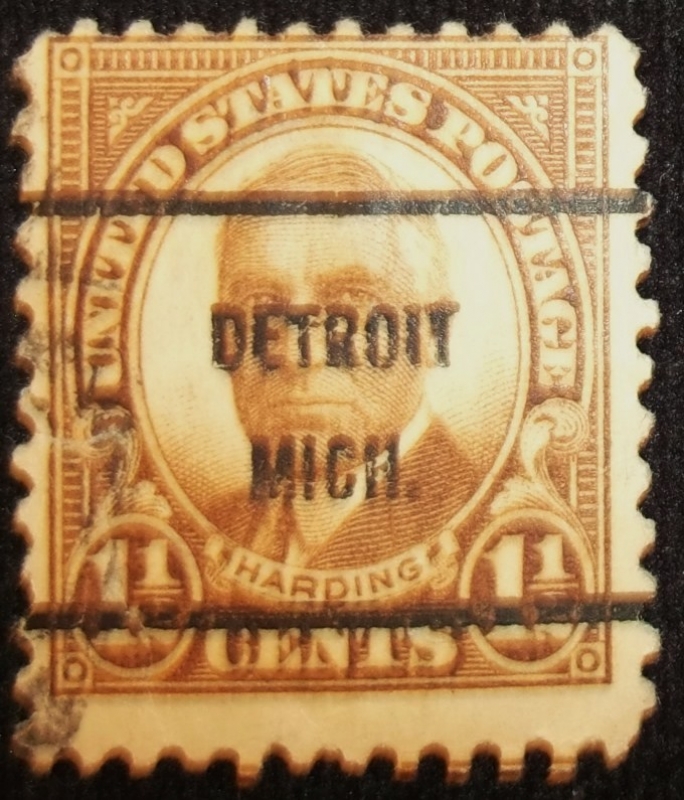 UNITED STATES POSTAGE
DETROIT
MICH.
HARDING
1½ 1½
CENTS